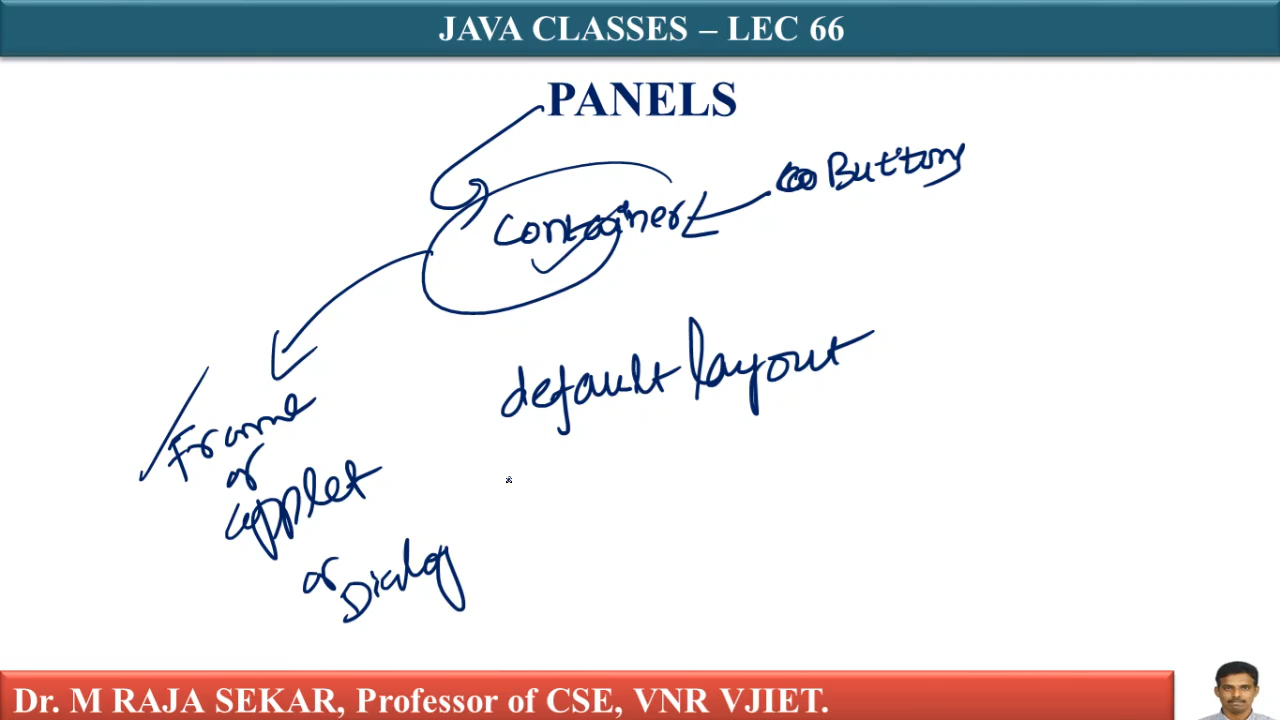 JAVA CLASSES – LEC 66
PANELS
Buttons
Container
default layout
Frame
or
applet
or
Dialog
Dr. M RAJA SEKAR, Professor of CSE, VNR VJIET.